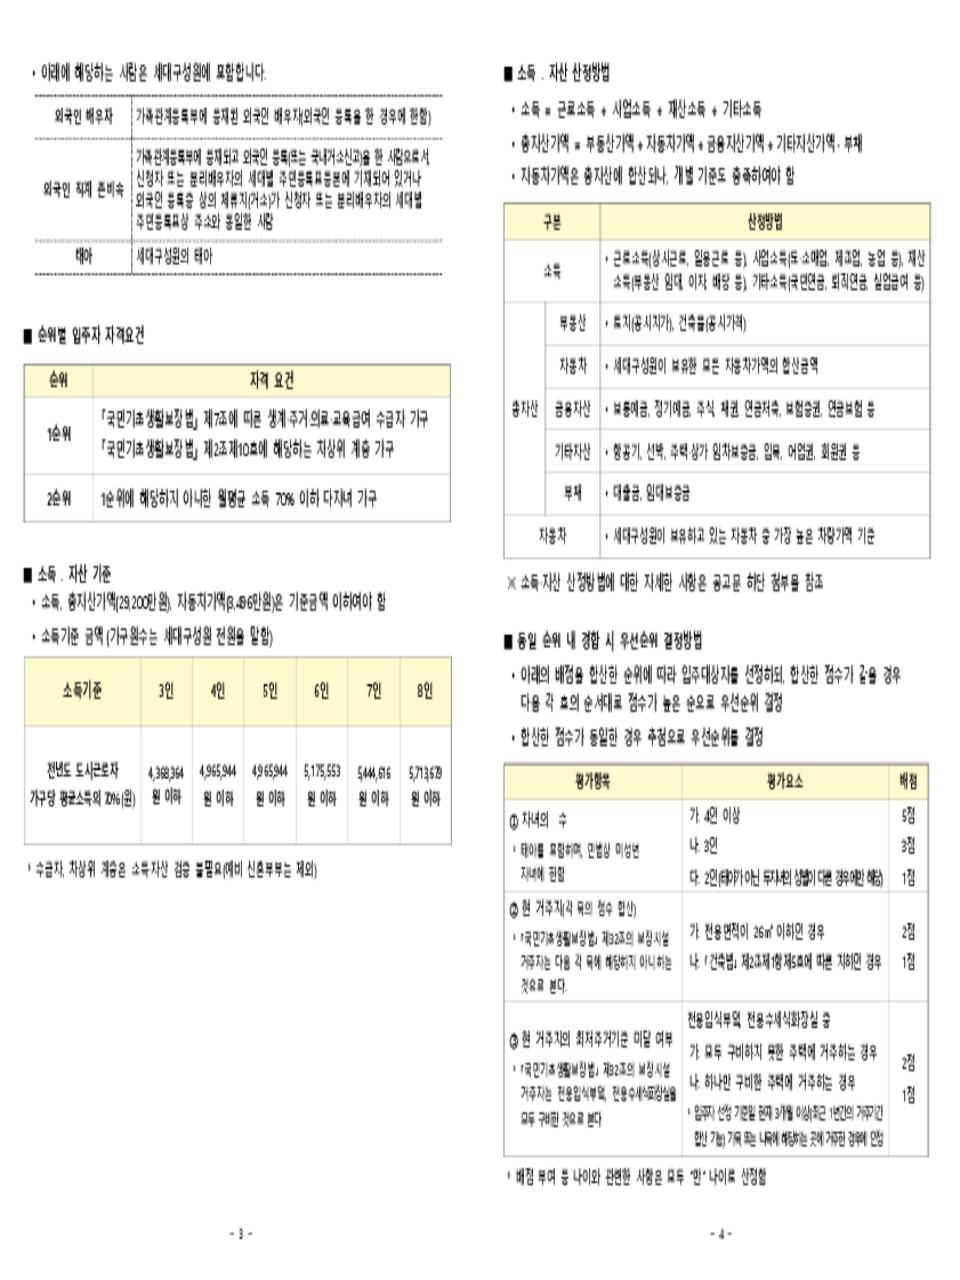 • 아래에 해당하는 사람은 세대구성원에 포함합니다.
외국인 배우자
가족관계등록부에 등재된 외국인 배우자(외국인 등록을 한 경우에 한함)
외국인 직계 존비속
가족관계등록부에 등재되고 외국인 등록(또는 국내거소신고)을 한 사람으로서
신청자 또는 분리배우자의 세대별 주민등록표등본에 기재되어 있거나
외국인 등록증 상의 체류지(거소)가 신청자 또는 분리배우자의 세대별
주민등록표상 주소와 동일한 사람
태아
세대구성원의 태아
■ 순위별 입주자 자격요건
순위
자격 요건
1순위
「국민기초생활보장법」 제7조에 따른 생계·주거·의료·교육급여 수급자 가구
「국민기초생활보장법」 제2조제10호에 해당하는 차상위 계층 가구
2순위
1순위에 해당하지 아니한 월평균 소득 70% 이하 다자녀 가구
■ 소득 . 자산 기준
• 소득, 총자산가액(29,200만원), 자동차가액(3,496만원)은 기준금액 이하여야 함
• 소득기준 금액 (가구원수는 세대구성원 전원을 말함)
소득기준 3인 4인 5인 6인 7인 8인
전년도 도시근로자
가구당 평균소득의 70%(원)
4,368,364 4,965,944 4,965,944 5,175,553 5,444,616 5,713,679
원 이하 원 이하 원 이하 원 이하 원 이하 원 이하
* 수급자, 차상위 계층은 소득·자산 검증 불필요(예비 신혼부부는 제외)
- 3 -
■ 소득 . 자산 산정방법
• 소득 = 근로소득 + 사업소득 + 재산소득 + 기타소득
• 총자산가액 = 부동산가액 + 자동차가액 + 금융자산가액 + 기타자산가액 - 부채
• 자동차가액은 총자산에 합산되나, 개별 기준도 충족하여야 함
구분
산정방법
소득
• 근로소득(상시근로, 일용근로 등), 사업소득(도·소매업, 제조업, 농업 등), 재산
소득(부동산 임대, 이자, 배당 등), 기타소득(국민연금, 퇴직연금, 실업급여 등)
총자산
부동산
• 토지(공시지가), 건축물(공시가격)
자동차
• 세대구성원이 보유한 모든 자동차가액의 합산금액
금융자산
• 보통예금, 정기예금, 주식, 채권, 연금저축, 보험증권, 연금보험 등
기타자산
• 항공기, 선박, 주택·상가 임차보증금, 입목, 어업권, 회원권 등
부채
• 대출금, 임대보증금
자동차
• 세대구성원이 보유하고 있는 자동차 중 가장 높은 차량가액 기준
※ 소득·자산 산정방법에 대한 자세한 사항은 공고문 하단 첨부물 참조
■ 동일 순위 내 경합 시 우선순위 결정방법
• 아래의 배점을 합산한 순위에 따라 입주대상자를 선정하되, 합산한 점수가 같을 경우
다음 각 호의 순서대로 점수가 높은 순으로 우선순위 결정
• 합산한 점수가 동일한 경우 추첨으로 우선순위를 결정
평가항목
평가요소
배점
① 자녀의 수
* 태아를 포함하며, 민법상 미성년
자녀에 한함
가. 4인 이상
5점
나. 3인
3점
다. 2인(태아가 아닌 두자녀의 성별이 다른 경우에만 해당)
1점
② 현 거주지(각 목의 점수 합산)
* 「국민기초생활보장법」 제32조의 보장시설
거주자는 다음 각 목에 해당하지 아니하는
것으로 본다.
가. 전용면적이 26㎡ 이하인 경우
2점
나. 「건축법」 제2조제1항제5호에 따른 지하인 경우
1점
③ 현 거주지의 최저주거기준 미달 여부
* 「국민기초생활보장법」 제32조의 보장시설
거주자는 전용입식부엌, 전용수세식화장실을
모두 구비한 것으로 본다
전용입식부엌, 전용수세식화장실 중
가. 모두 구비하지 못한 주택에 거주하는 경우
2점
나. 하나만 구비한 주택에 거주하는 경우
1점
* 입주자 선정 기준일 현재 3개월 이상(최근 1년간의 거주기간
합산 가능) 가목 또는 나목에 해당하는 곳에 거주한 경우에 인정
* 배점 부여 등 나이와 관련한 사항은 모두 “만” 나이로 산정함
- 4 -